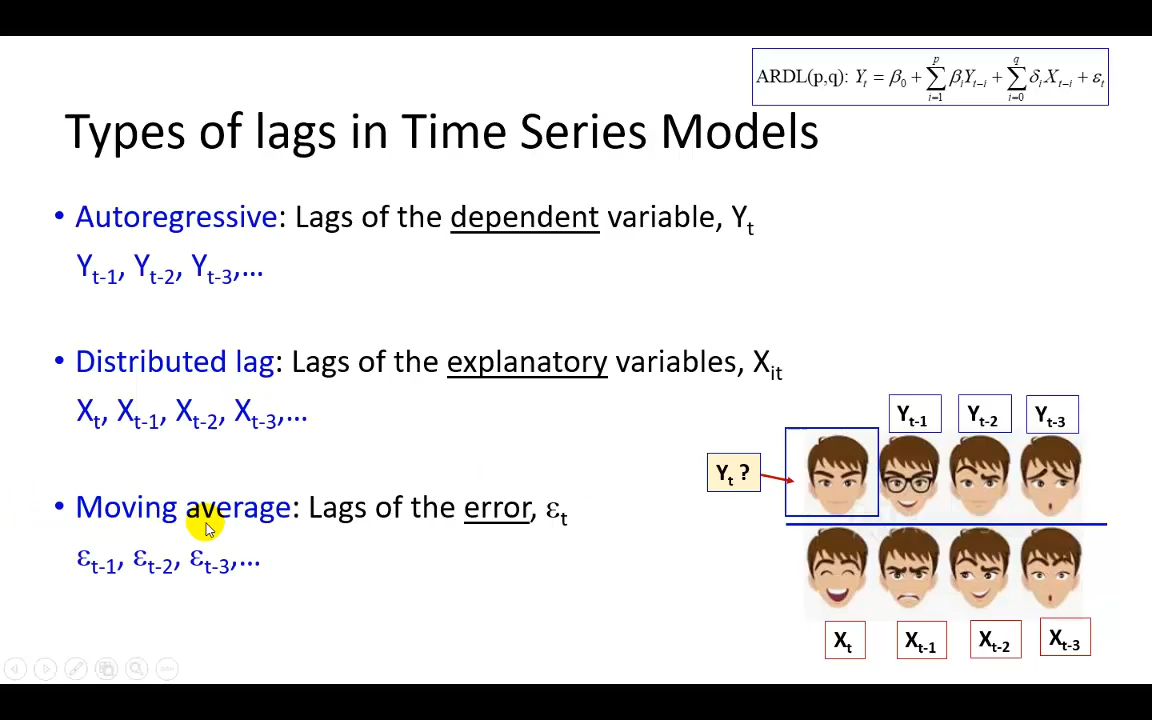 ARDL(p,q): Yₜ = β₀ + ∑ᵢ₌₁ᵖ βᵢYₜ₋ᵢ + ∑ᵢ₌₀q δᵢXₜ₋ᵢ + εₜ
Types of lags in Time Series Models
• Autoregressive: Lags of the dependent variable, Yt
Yt-1, Yt-2, Yt-3,...
• Distributed lag: Lags of the explanatory variables, Xit
Xt, Xt-1, Xt-2, Xt-3,...
• Moving average: Lags of the error, εt
εt-1, εt-2, εt-3,...
Yt-1 Yt-2 Yt-3
Yt ?
Xt Xt-1 Xt-2 Xt-3